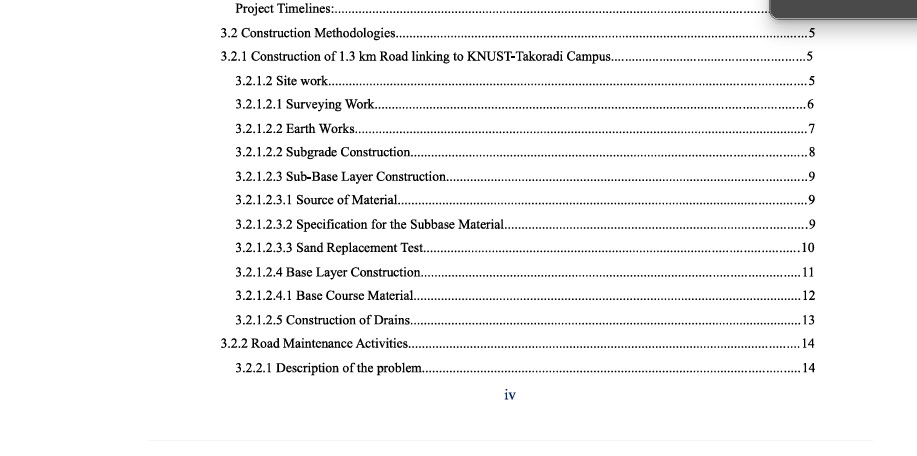 Project Timelines:..........
3.2 Construction Methodologies..........5
3.2.1 Construction of 1.3 km Road linking to KNUST-Takoradi Campus..........5
3.2.1.2 Site work..........5
3.2.1.2.1 Surveying Work..........6
3.2.1.2.2 Earth Works..........7
3.2.1.2.2 Subgrade Construction..........8
3.2.1.2.3 Sub-Base Layer Construction..........9
3.2.1.2.3.1 Source of Material..........9
3.2.1.2.3.2 Specification for the Subbase Material..........9
3.2.1.2.3.3 Sand Replacement Test..........10
3.2.1.2.4 Base Layer Construction..........11
3.2.1.2.4.1 Base Course Material..........12
3.2.1.2.5 Construction of Drains..........13
3.2.2 Road Maintenance Activities..........14
3.2.2.1 Description of the problem..........14
iv